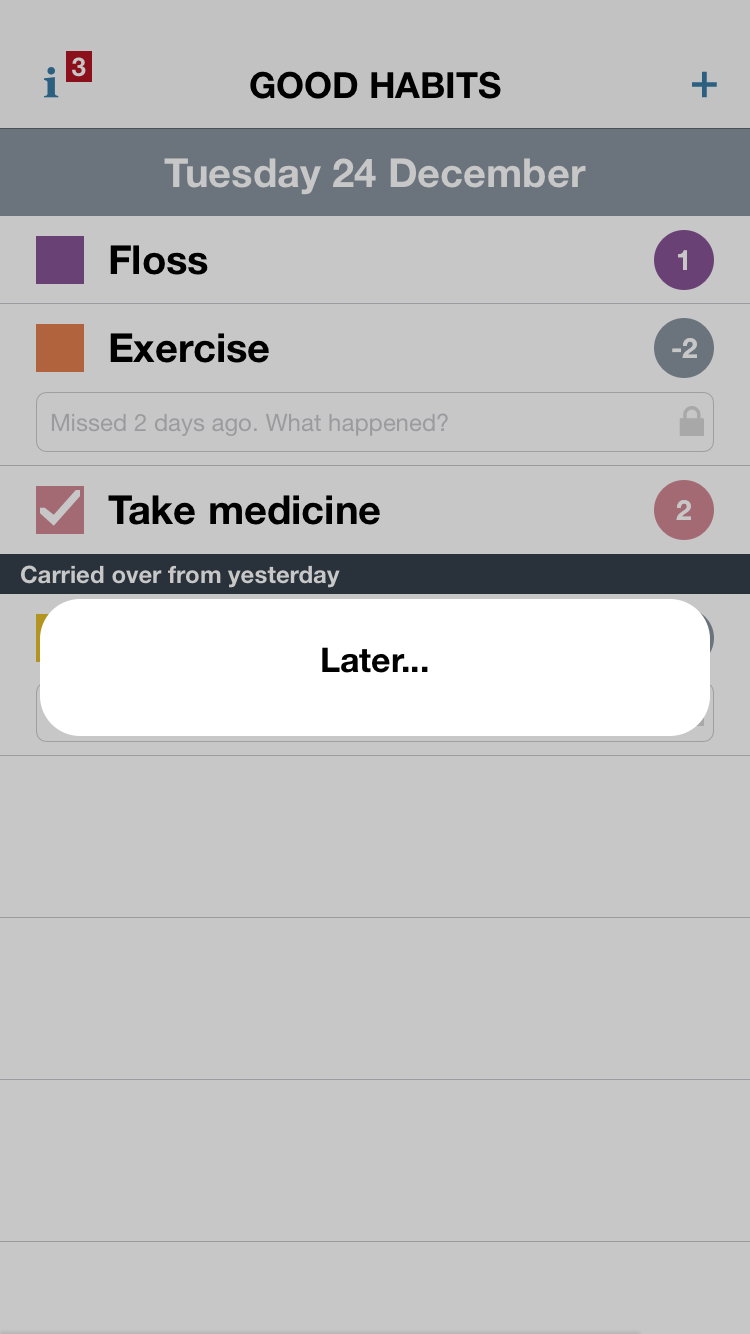 i 3
GOOD HABITS
+
Tuesday 24 December
Floss 1
Exercise -2
Missed 2 days ago. What happened?
Take medicine 2
Carried over from yesterday
Later...